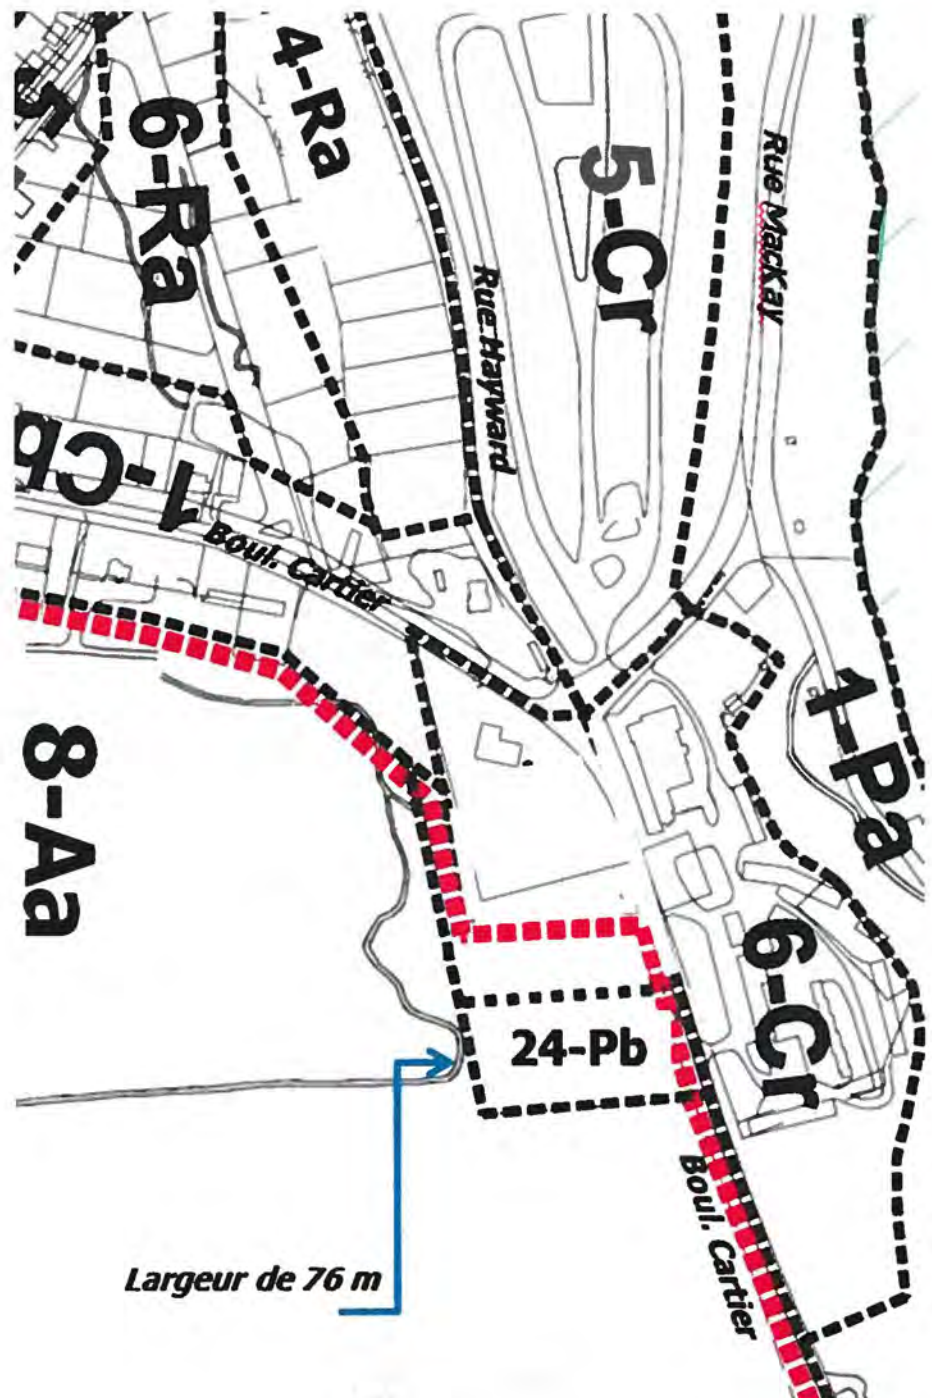 4-Ra
6-Ra
5-Cr
Rue MacKay
Rue Hayward
1-Cb
Boul. Cartier
1-Pa
8-Aa
6-Cr
24-Pb
Boul. Cartier
Largeur de 76 m